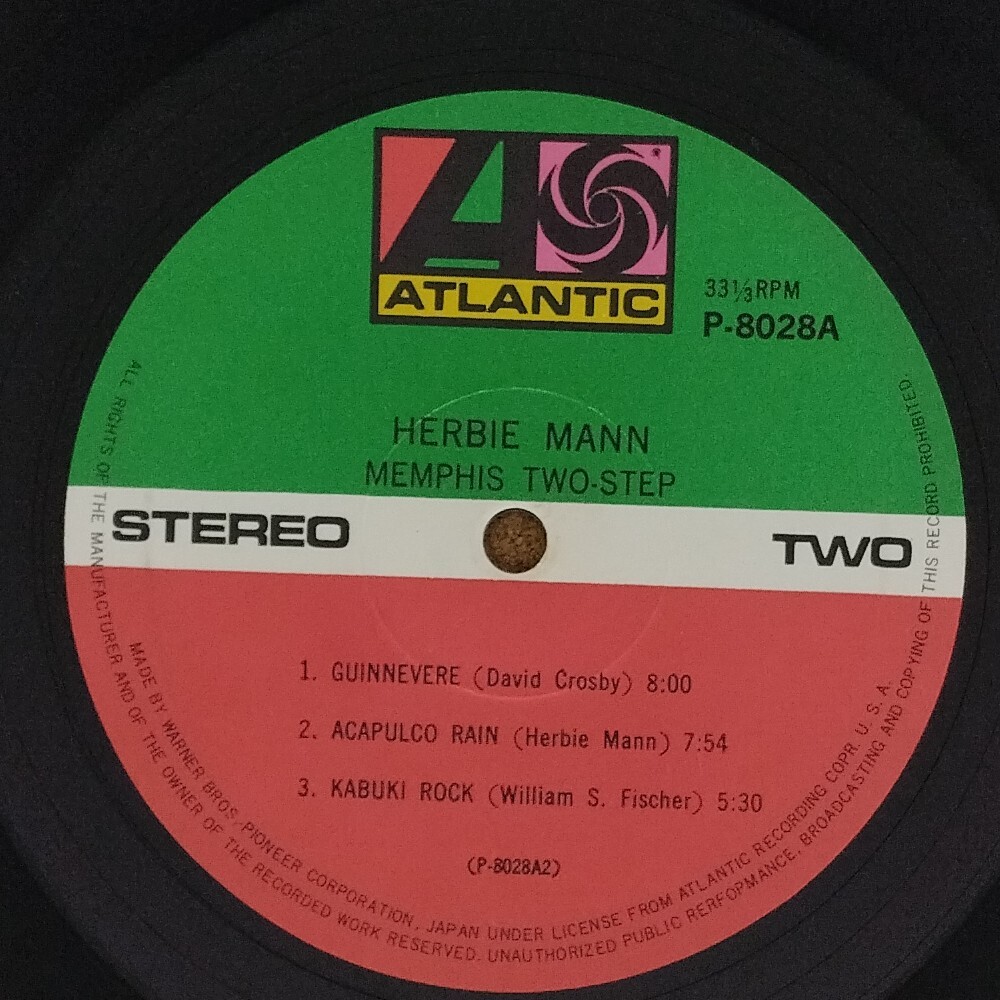 ATLANTIC
33⅓RPM
P-8028A
HERBIE MANN
MEMPHIS TWO-STEP
STEREO
TWO
1. GUINNEVERE (David Crosby) 8:00
2. ACAPULCO RAIN (Herbie Mann) 7:54
3. KABUKI ROCK (William S. Fischer) 5:30
(P-8028A2)
MADE BY WARNER BROS.-PIONEER CORPORATION, JAPAN UNDER LICENSE FROM ATLANTIC RECORDING COPR. U. S. A.
ALL RIGHTS OF THE MANUFACTURER AND OF THE OWNER OF THE RECORDED WORK RESERVED. UNAUTHORIZED PUBLIC RERFOPMANCE, BROADCASTING AND COPYING OF THIS RECORD PROHIBITED.